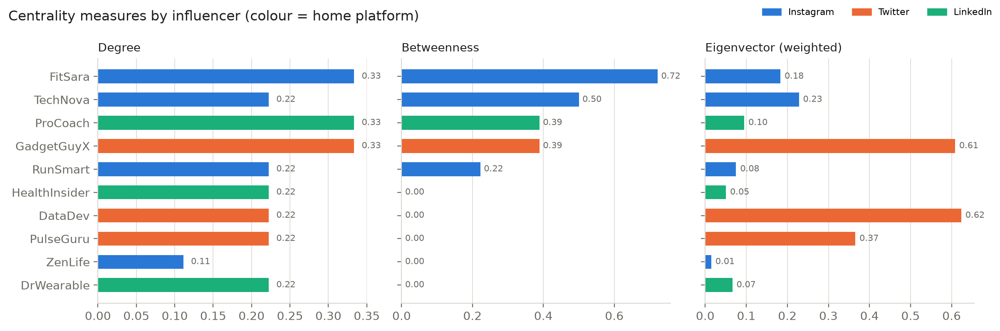 Centrality measures by influencer (colour = home platform)
Instagram Twitter LinkedIn
Degree Betweenness Eigenvector (weighted)
FitSara 0.33 0.72 0.18
TechNova 0.22 0.50 0.23
ProCoach 0.33 0.39 0.10
GadgetGuyX 0.33 0.39 0.61
RunSmart 0.22 0.22 0.08
HealthInsider 0.22 0.00 0.05
DataDev 0.22 0.00 0.62
PulseGuru 0.22 0.00 0.37
ZenLife 0.11 0.00 0.01
DrWearable 0.22 0.00 0.07
0.00 0.05 0.10 0.15 0.20 0.25 0.30 0.35 0.0 0.2 0.4 0.6 0.0 0.1 0.2 0.3 0.4 0.5 0.6